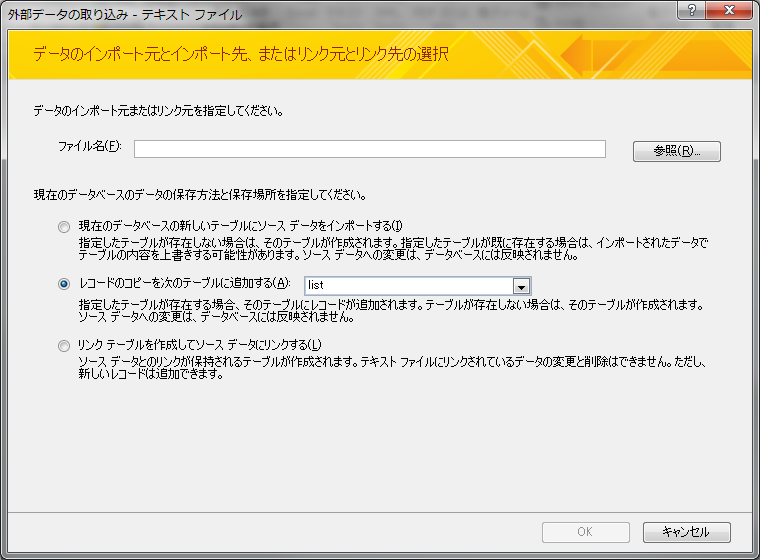 外部データの取り込み - テキスト ファイル
データのインポート元とインポート先、またはリンク元とリンク先の選択
データのインポート元またはリンク元を指定してください。
ファイル名(F):
参照(R)...
現在のデータベースのデータの保存方法と保存場所を指定してください。
現在のデータベースの新しいテーブルにソース データをインポートする(I)
指定したテーブルが存在しない場合は、そのテーブルが作成されます。指定したテーブルが既に存在する場合は、インポートされたデータで
テーブルの内容を上書きする可能性があります。ソース データへの変更は、データベースには反映されません。
レコードのコピーを次のテーブルに追加する(A):
list
指定したテーブルが存在する場合、そのテーブルにレコードが追加されます。テーブルが存在しない場合は、そのテーブルが作成されます。
ソース データへの変更は、データベースには反映されません。
リンク テーブルを作成してソース データにリンクする(L)
ソース データとのリンクが保持されるテーブルが作成されます。テキスト ファイルにリンクされているデータの変更と削除はできません。ただし、
新しいレコードは追加できます。
OK
キャンセル